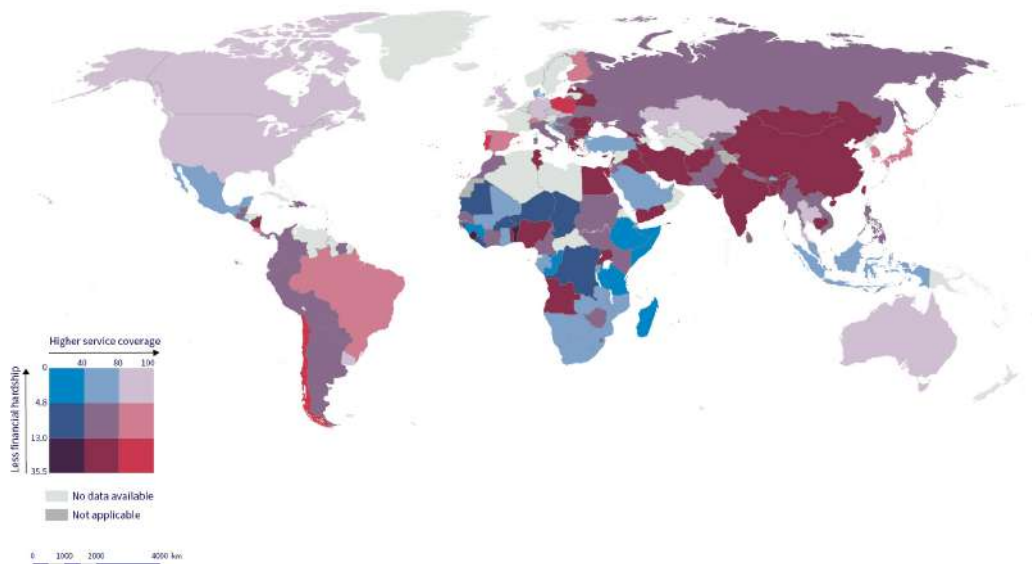 Higher service coverage
40 80 100
0
4.8
13.0
35.5
Less financial hardship
No data available
Not applicable
0 1000 2000 4000 km